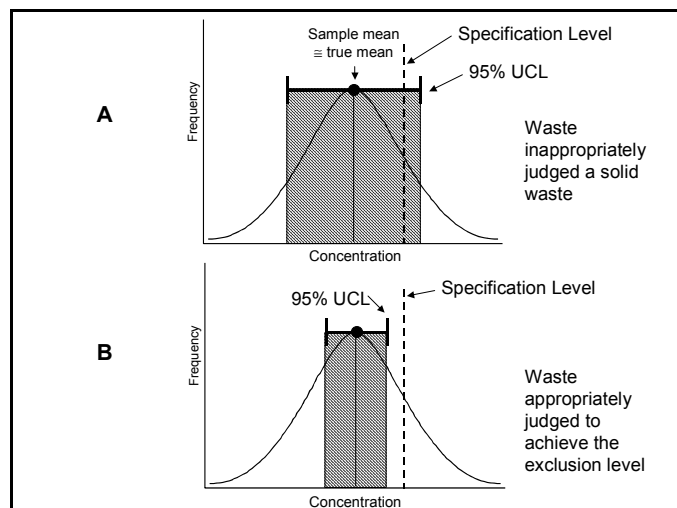 Sample mean
≅ true mean
Specification Level
95% UCL
A
Frequency
Waste
inappropriately
judged a solid
waste
Concentration
95% UCL
Specification Level
B
Frequency
Waste
appropriately
judged to
achieve the
exclusion level
Concentration